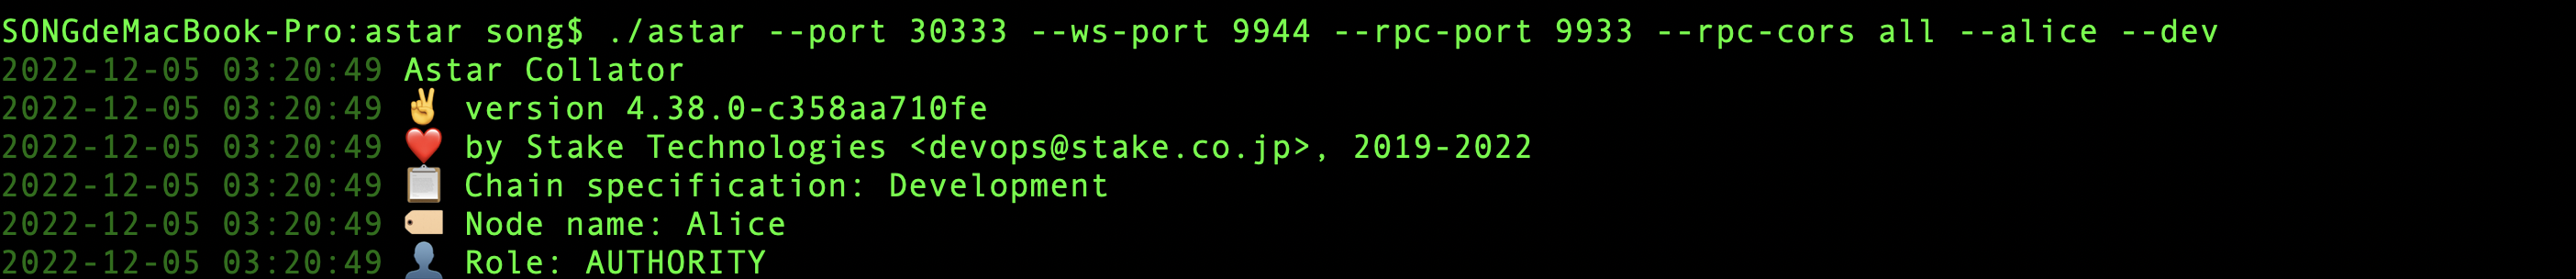 SONGdeMacBook-Pro:astar song$ ./astar --port 30333 --ws-port 9944 --rpc-port 9933 --rpc-cors all --alice --dev
2022-12-05 03:20:49 Astar Collator
2022-12-05 03:20:49 ✌️ version 4.38.0-c358aa710fe
2022-12-05 03:20:49 ❤️ by Stake Technologies <devops@stake.co.jp>, 2019-2022
2022-12-05 03:20:49 📋 Chain specification: Development
2022-12-05 03:20:49 🏷 Node name: Alice
2022-12-05 03:20:49 👤 Role: AUTHORITY